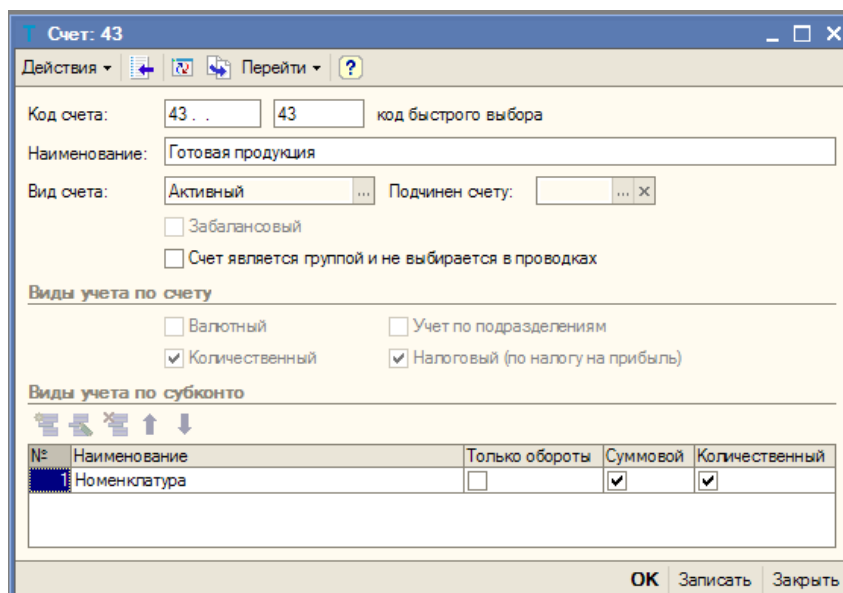 Счет: 43
Действия Перейти ?
Код счета: 43 . . 43 код быстрого выбора
Наименование: Готовая продукция
Вид счета: Активный ... Подчинен счету: ... ×
Забалансовый
Счет является группой и не выбирается в проводках
Виды учета по счету
Валютный Учет по подразделениям
Количественный Налоговый (по налогу на прибыль)
Виды учета по субконто
№ Наименование Только обороты Суммовой Количественный
1 Номенклатура
OK Записать Закрыть